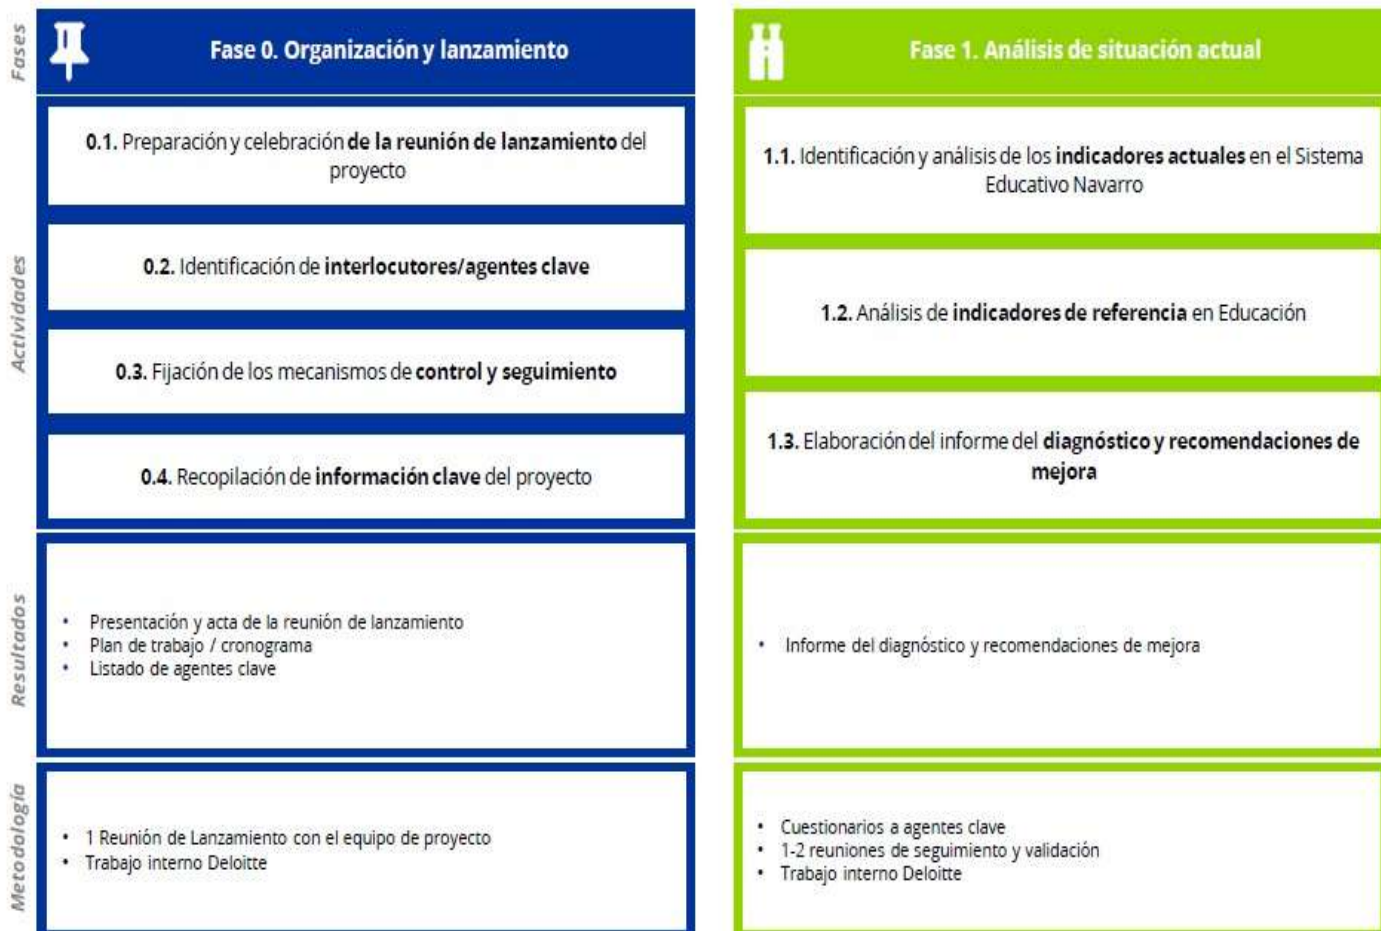 Fases
Fase 0. Organización y lanzamiento
Actividades
0.1. Preparación y celebración de la reunión de lanzamiento del
proyecto
0.2. Identificación de interlocutores/agentes clave
0.3. Fijación de los mecanismos de control y seguimiento
0.4. Recopilación de información clave del proyecto
Resultados
• Presentación y acta de la reunión de lanzamiento
• Plan de trabajo / cronograma
• Listado de agentes clave
Metodología
• 1 Reunión de Lanzamiento con el equipo de proyecto
• Trabajo interno Deloitte
Fase 1. Análisis de situación actual
1.1. Identificación y análisis de los indicadores actuales en el Sistema
Educativo Navarro
1.2. Análisis de indicadores de referencia en Educación
1.3. Elaboración del informe del diagnóstico y recomendaciones de
mejora
• Informe del diagnóstico y recomendaciones de mejora
• Cuestionarios a agentes clave
• 1-2 reuniones de seguimiento y validación
• Trabajo interno Deloitte